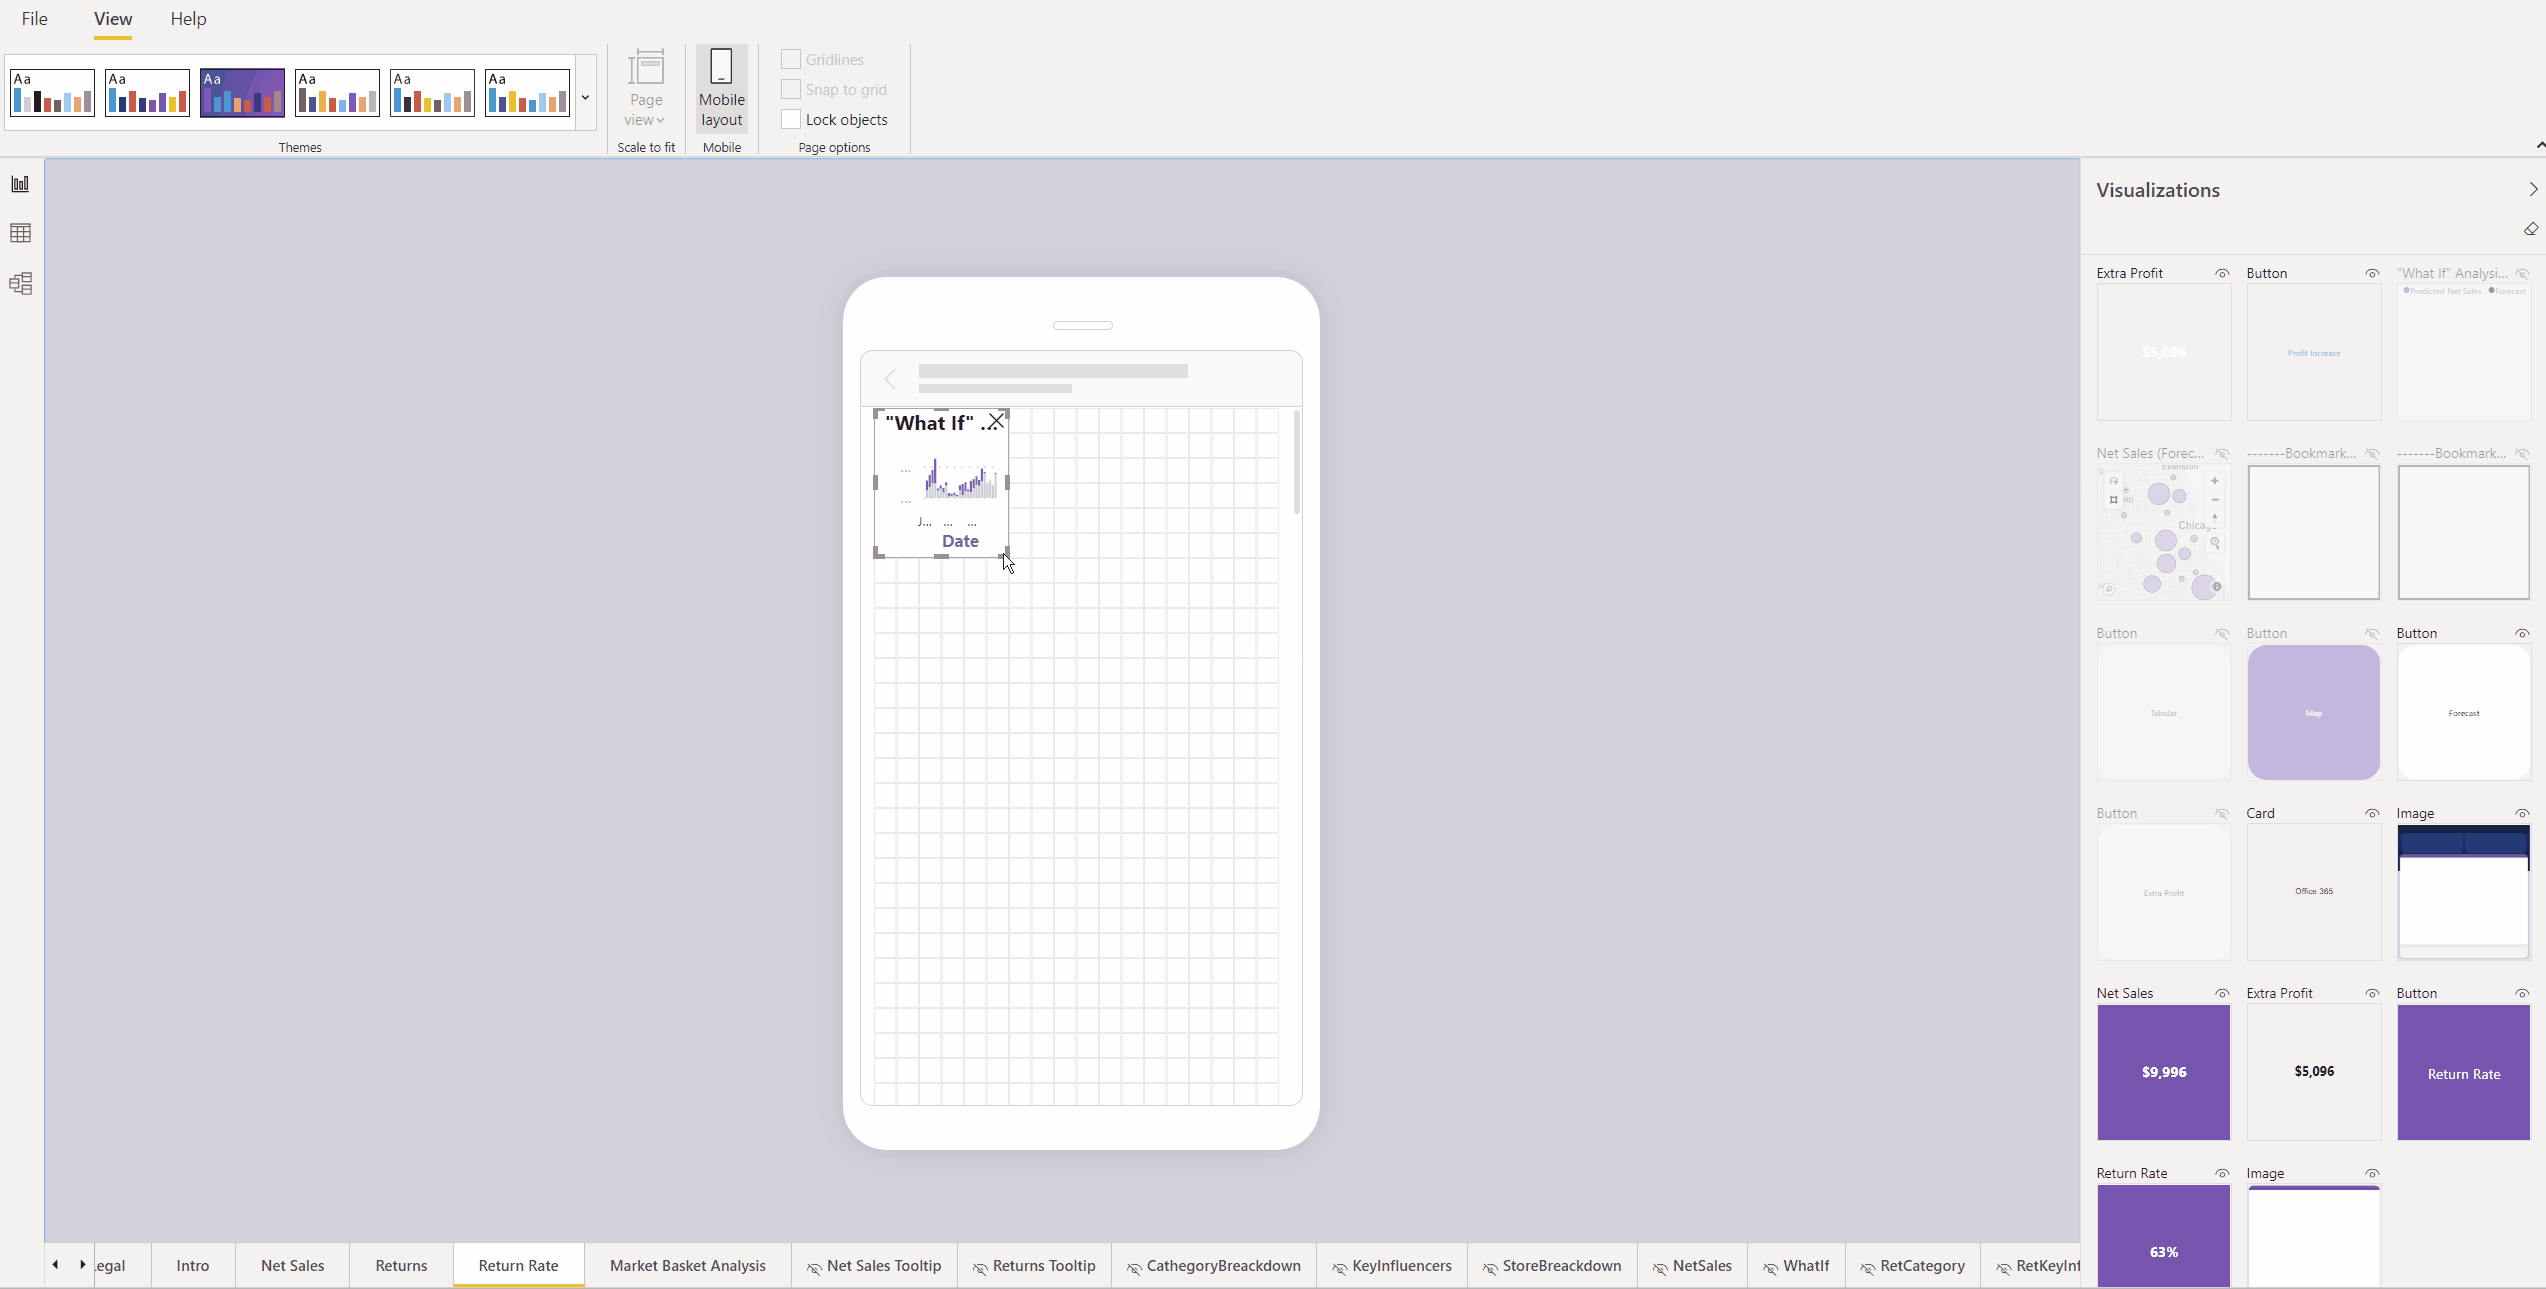 File View Help
Aa Aa Aa Aa Aa Aa
Themes
Page
view
Scale to fit
Mobile
layout
Mobile
Gridlines
Snap to grid
Lock objects
Page options
"What If" ...
...
...
J... ... ...
Date
Visualizations
Extra Profit
$5,096
Button
Profit Increase
"What If" Analysi...
Predicted Net Sales Forecast
Net Sales (Forec...
Evanston
Chicag
-------Bookmark...
-------Bookmark...
Button
Tabular
Button
Map
Button
Forecast
Button
Extra Profit
Card
Office 365
Image
Net Sales
$9,996
Extra Profit
$5,096
Button
Return Rate
Return Rate
63%
Image
.egal Intro Net Sales Returns Return Rate Market Basket Analysis Net Sales Tooltip Returns Tooltip CathegoryBreackdown KeyInfluencers StoreBreackdown NetSales WhatIf RetCategory RetKeyInf